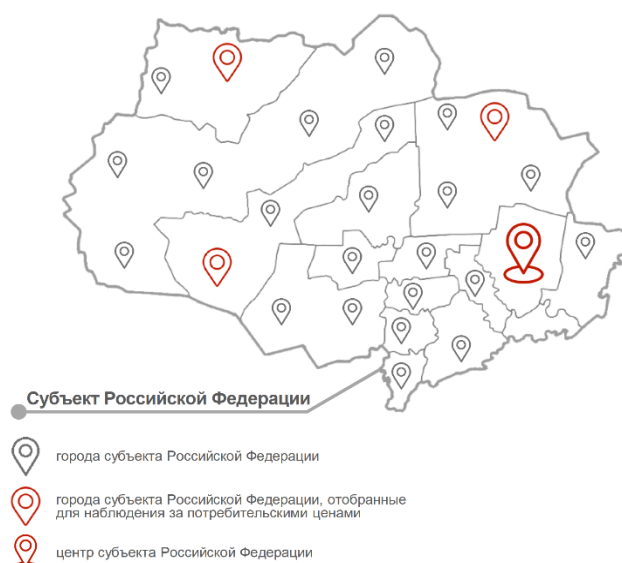 Субъект Российской Федерации
города субъекта Российской Федерации
города субъекта Российской Федерации, отобранные
для наблюдения за потребительскими ценами
центр субъекта Российской Федерации